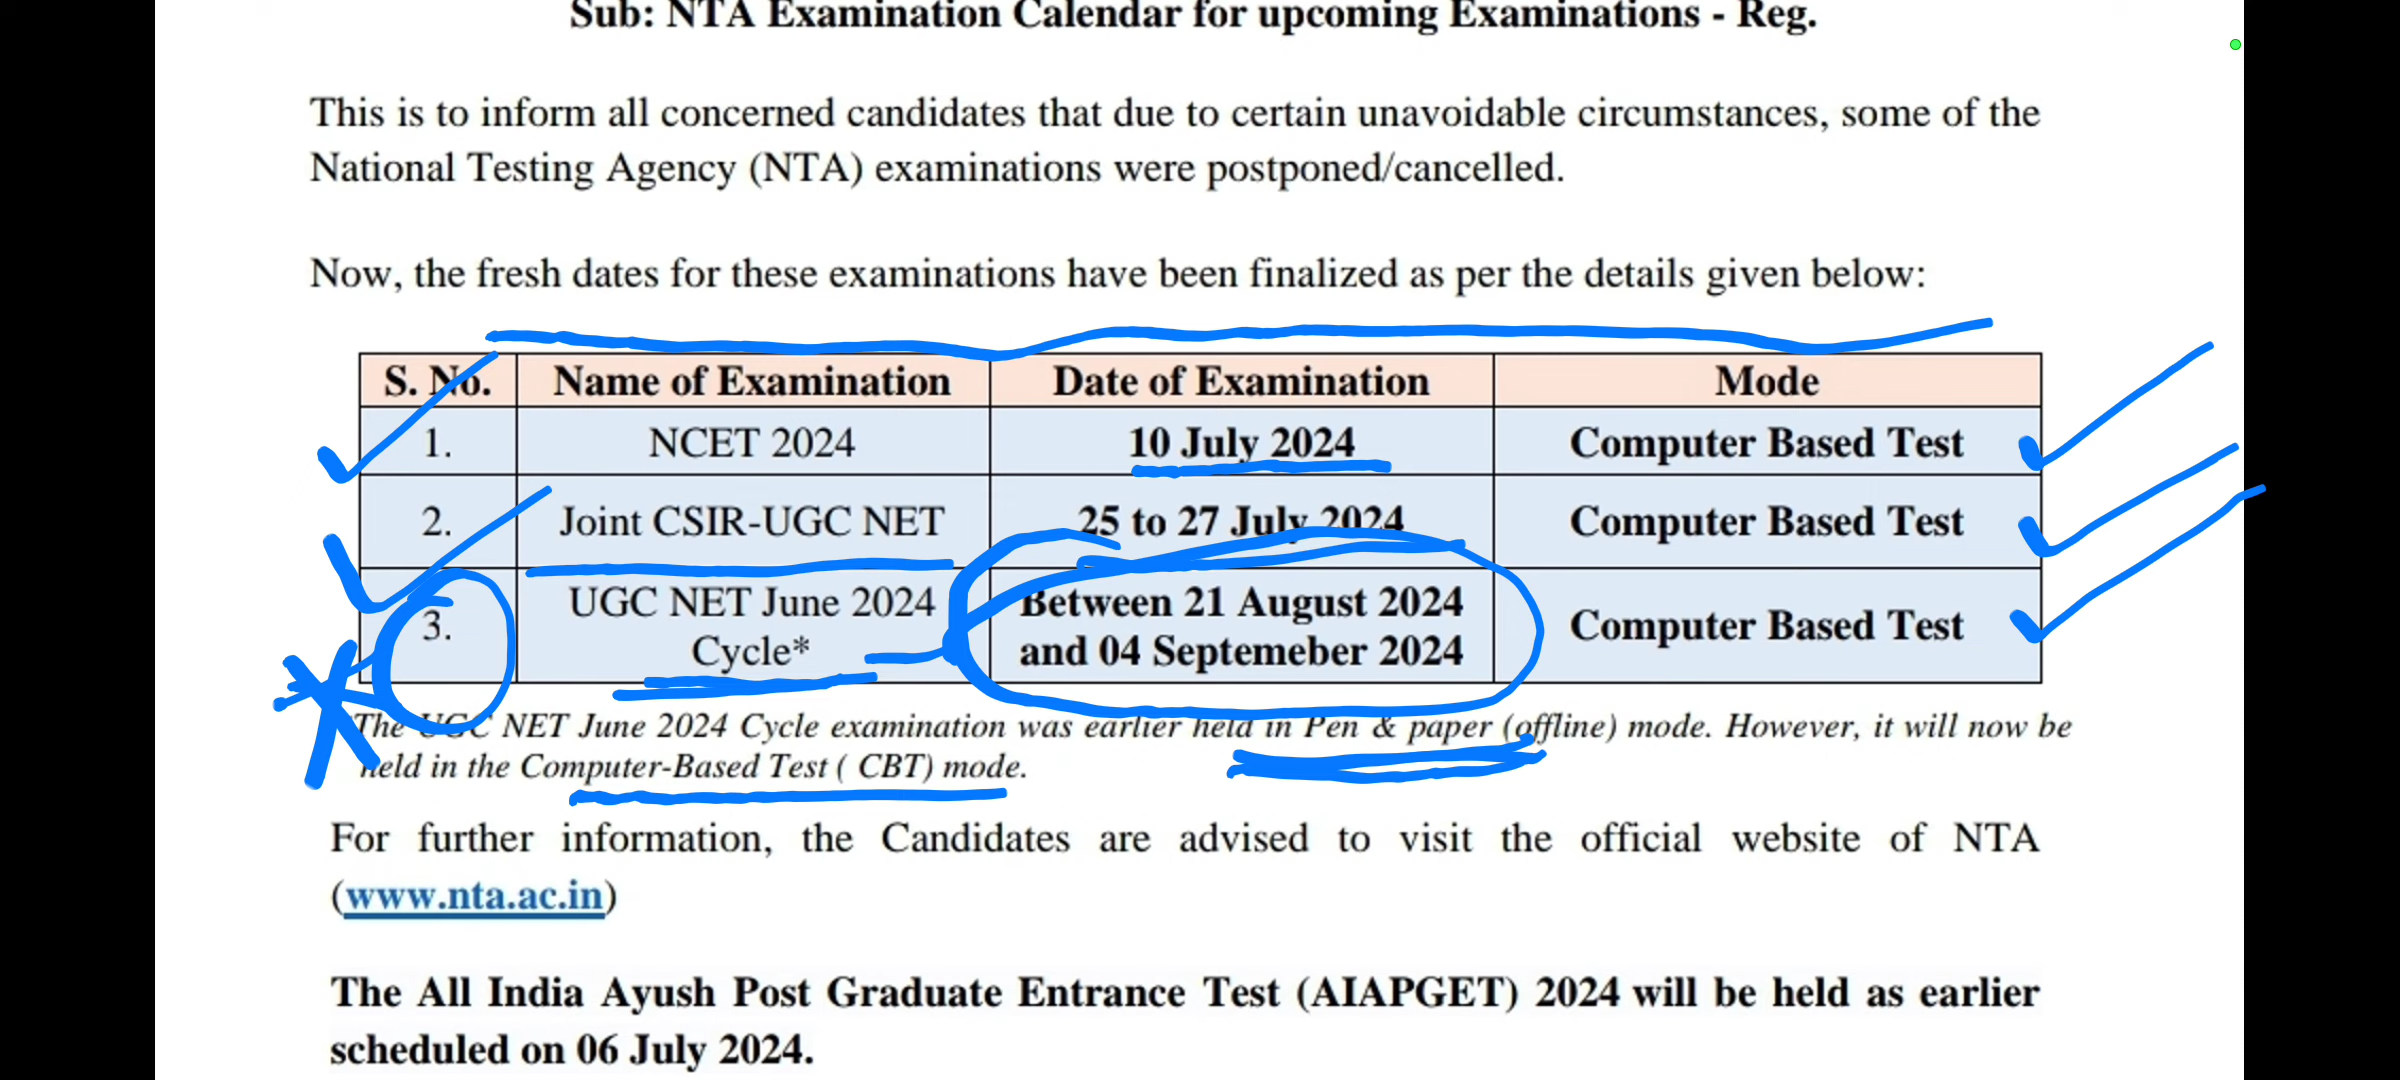 Sub: NTA Examination Calendar for upcoming Examinations - Reg.
This is to inform all concerned candidates that due to certain unavoidable circumstances, some of the
National Testing Agency (NTA) examinations were postponed/cancelled.
Now, the fresh dates for these examinations have been finalized as per the details given below:
S. No. Name of Examination Date of Examination Mode
1. NCET 2024 10 July 2024 Computer Based Test
2. Joint CSIR-UGC NET 25 to 27 July 2024 Computer Based Test
3. UGC NET June 2024 Cycle* Between 21 August 2024 and 04 Septemeber 2024 Computer Based Test
The UGC NET June 2024 Cycle examination was earlier held in Pen & paper (offline) mode. However, it will now be
held in the Computer-Based Test ( CBT) mode.
For further information, the Candidates are advised to visit the official website of NTA
(www.nta.ac.in)
The All India Ayush Post Graduate Entrance Test (AIAPGET) 2024 will be held as earlier
scheduled on 06 July 2024.